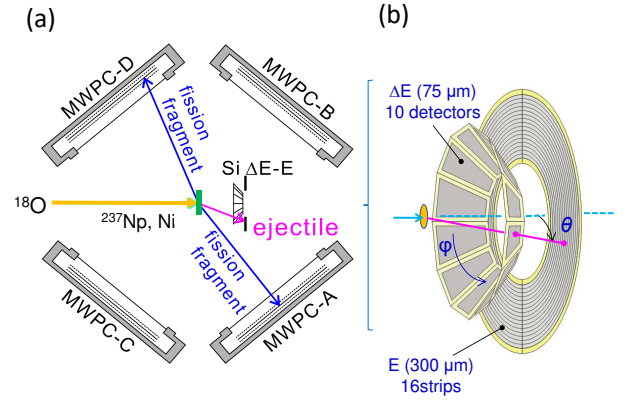 (a)
(b)
MWPC-D
MWPC-B
ΔE (75 μm)
10 detectors
fission
fragment
Si ΔE-E
¹⁸O
²³⁷Np, Ni
ejectile
θ
φ
fission
fragment
MWPC-C
MWPC-A
E (300 μm)
16strips